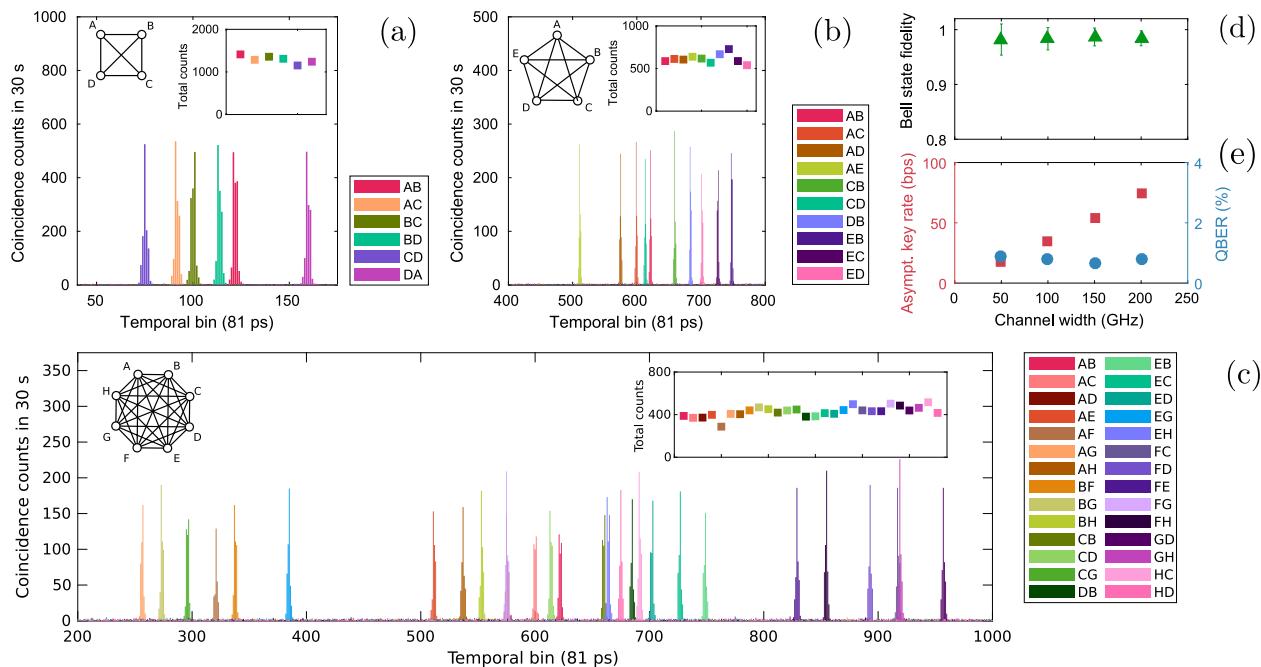 (a)
A
B
C
D
Coincidence counts in 30 s
1200
1000
800
600
400
200
0
50
100
150
Temporal bin (81 ps)
Total counts
2000
1000
0
AB
AC
BC
BD
CD
DA
(b)
A
B
C
D
E
Coincidence counts in 30 s
500
400
300
200
100
0
400
500
600
700
800
Temporal bin (81 ps)
Total counts
1000
500
0
AB
AC
AD
AE
CB
CD
DB
EB
EC
ED
(d)
Bell state fidelity
1
0.9
0.8
(e)
Asympt. key rate (bps)
100
50
0
QBER (%)
4
2
0
0
50
100
150
200
250
Channel width (GHz)
(c)
A
B
C
D
E
F
G
H
Coincidence counts in 30 s
350
300
250
200
150
100
50
0
200
300
400
500
600
700
800
900
1000
Temporal bin (81 ps)
Total counts
800
400
0
AB EB
AC EC
AD ED
AE EG
AF EH
AG FC
AH FD
BF FE
BG FG
BH FH
CB GD
CD GH
CG HC
DB HD